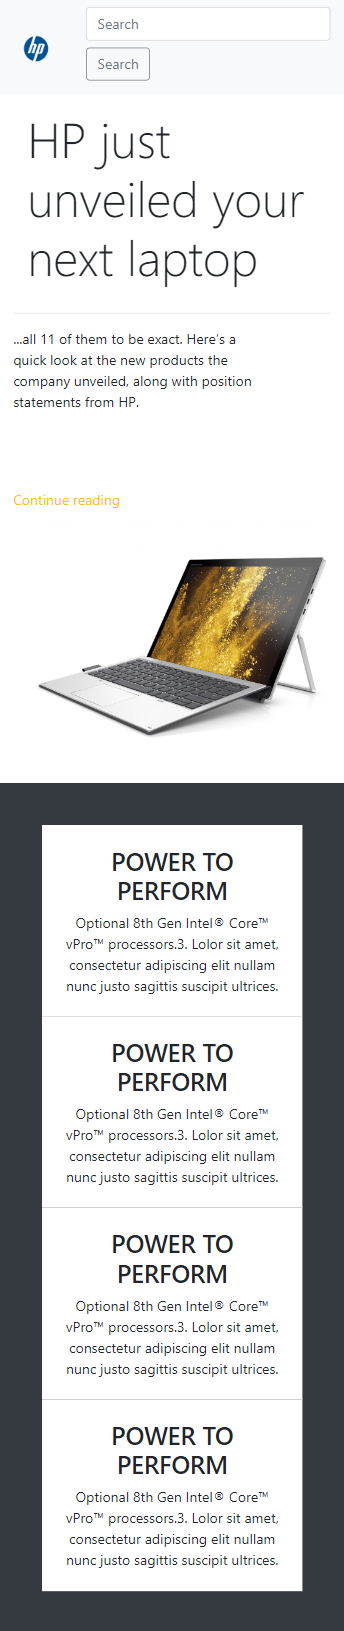 hp
Search
Search
HP just
unveiled your
next laptop
...all 11 of them to be exact. Here's a
quick look at the new products the
company unveiled, along with position
statements from HP.
Continue reading
POWER TO
PERFORM
Optional 8th Gen Intel® Core™
vPro™ processors.3. Lolor sit amet,
consectetur adipiscing elit nullam
nunc justo sagittis suscipit ultrices.
POWER TO
PERFORM
Optional 8th Gen Intel® Core™
vPro™ processors.3. Lolor sit amet,
consectetur adipiscing elit nullam
nunc justo sagittis suscipit ultrices.
POWER TO
PERFORM
Optional 8th Gen Intel® Core™
vPro™ processors.3. Lolor sit amet,
consectetur adipiscing elit nullam
nunc justo sagittis suscipit ultrices.
POWER TO
PERFORM
Optional 8th Gen Intel® Core™
vPro™ processors.3. Lolor sit amet,
consectetur adipiscing elit nullam
nunc justo sagittis suscipit ultrices.